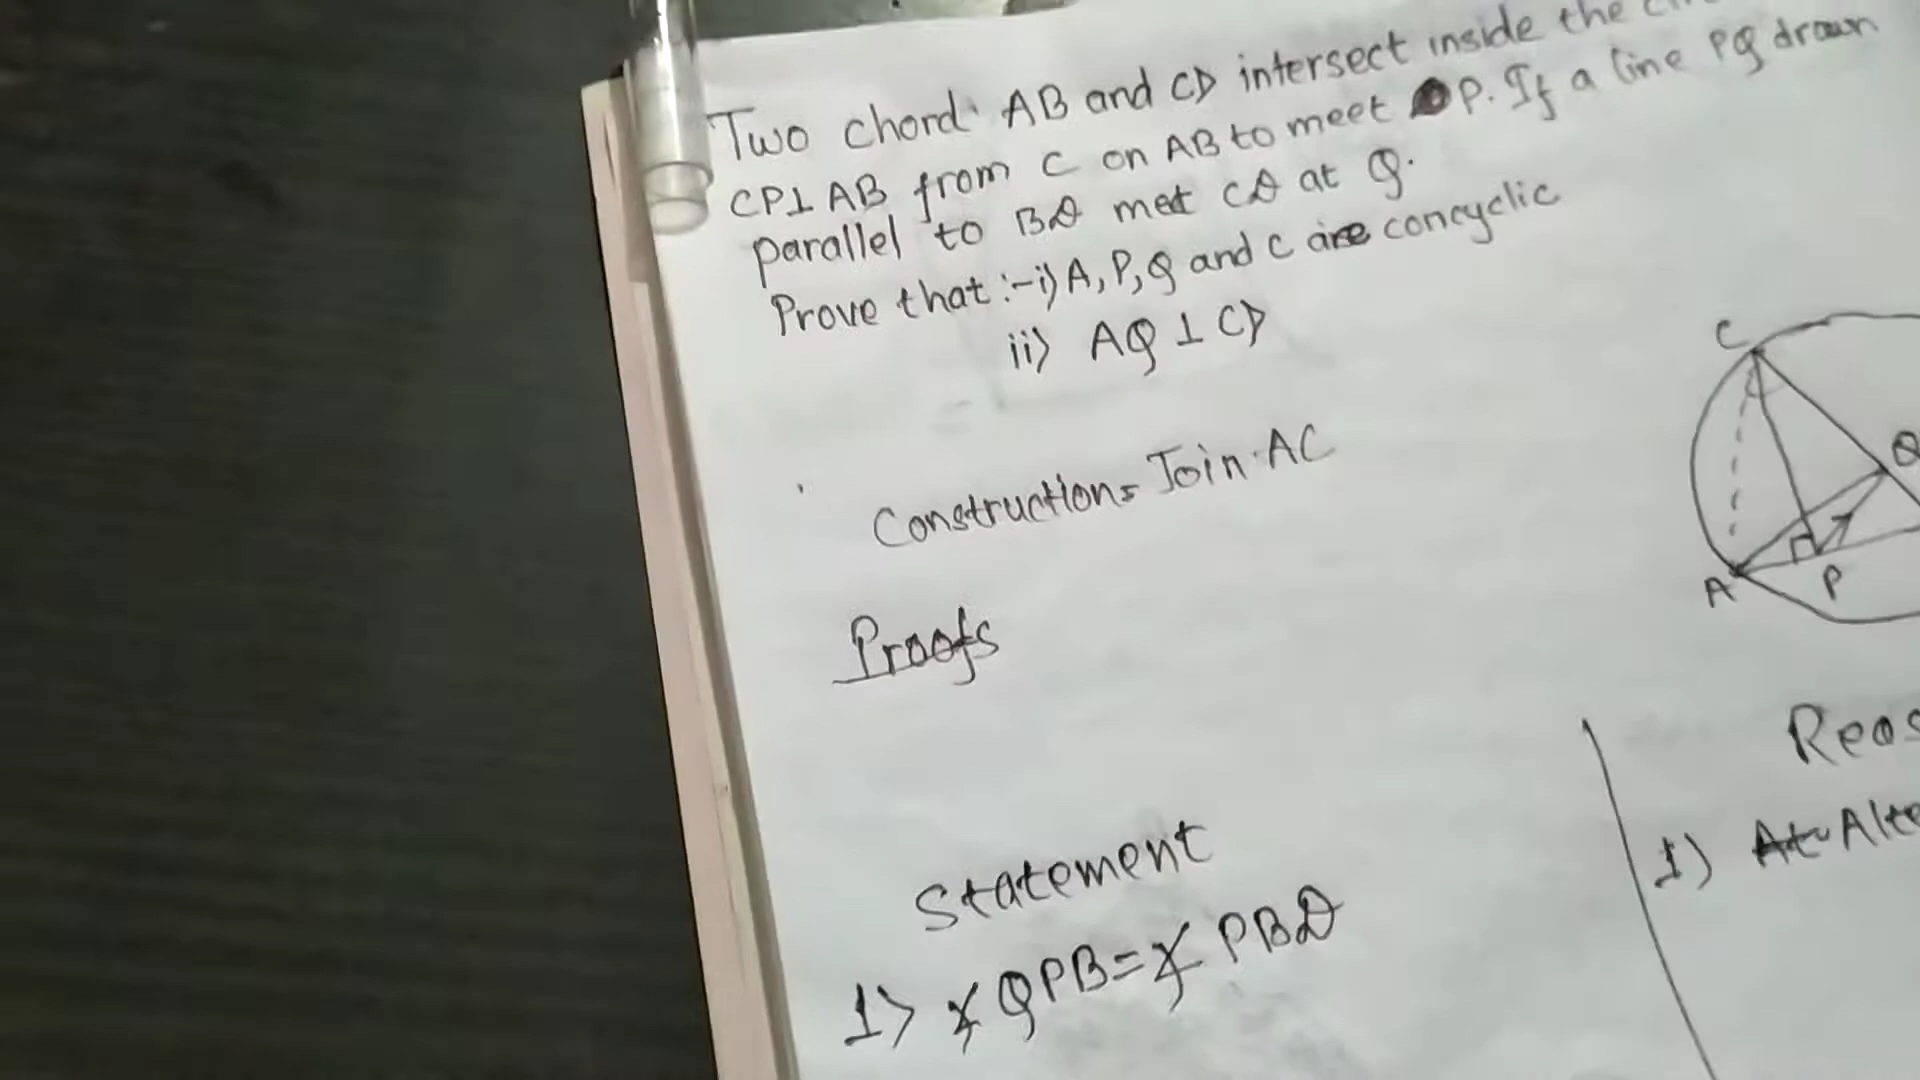 Two chord AB and CD intersect inside the
CP⊥AB from C on AB to meet P. If a line PQ drawn
parallel to BD met CD at Q.
Prove that :- i) A, P, Q and C are concyclic
ii) AQ ⊥ CD
Construction: Join AC
C
Q
A
P
Proofs
Statement
1) ∡QPB = ∡PBD
1)